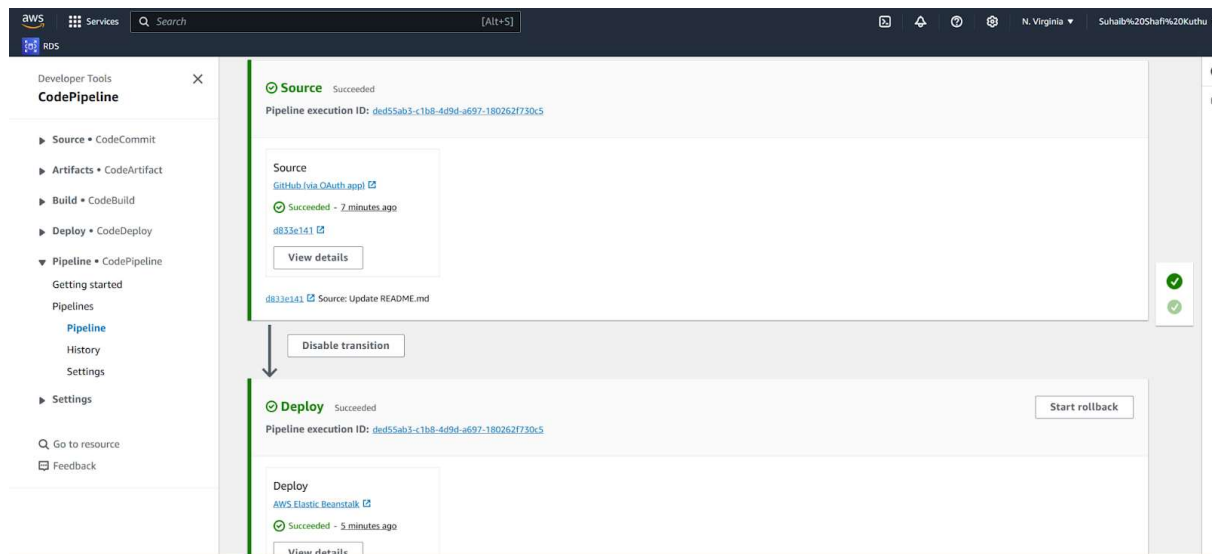 aws
Services
Search
[Alt+S]
N. Virginia ▼
Suhaib%20Shafi%20Kuthu
RDS
Developer Tools
CodePipeline
Source • CodeCommit
Artifacts • CodeArtifact
Build • CodeBuild
Deploy • CodeDeploy
Pipeline • CodePipeline
Getting started
Pipelines
Pipeline
History
Settings
Settings
Go to resource
Feedback
Source Succeeded
Pipeline execution ID: ded55ab3-c1b8-4d9d-a697-180262f730c5
Source
GitHub (via OAuth app)
Succeeded - 7 minutes ago
d833e141
View details
d833e141 Source: Update README.md
Disable transition
Deploy Succeeded
Start rollback
Pipeline execution ID: ded55ab3-c1b8-4d9d-a697-180262f730c5
Deploy
AWS Elastic Beanstalk
Succeeded - 5 minutes ago
View details